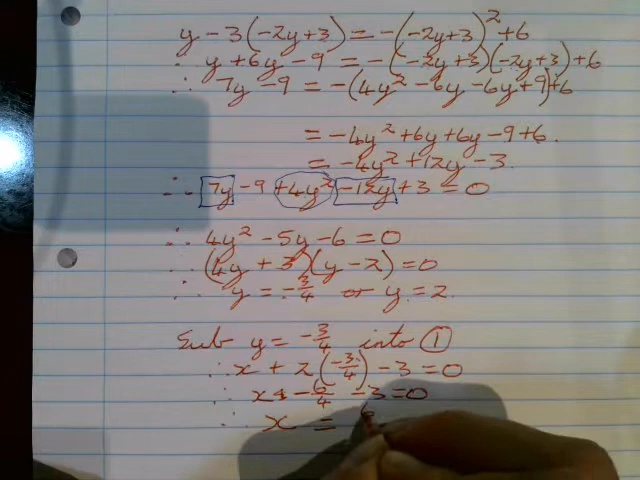 y - 3(-2y+3) = -(-2y+3)² + 6
∴ y + 6y - 9 = -(-2y+3)(-2y+3) + 6
∴ 7y - 9 = -(4y² - 6y - 6y + 9) + 6
= -4y² + 6y + 6y - 9 + 6.
= -4y² + 12y - 3.
∴ 7y - 9 + 4y² - 12y + 3 = 0
∴ 4y² - 5y - 6 = 0
∴ (4y + 3)(y - 2) = 0
∴ y = -3/4 or y = 2.
Sub y = -3/4 into ①
∴ x + 2(-3/4) - 3 = 0
∴ x + -6/4 - 3 = 0
∴ x = 6